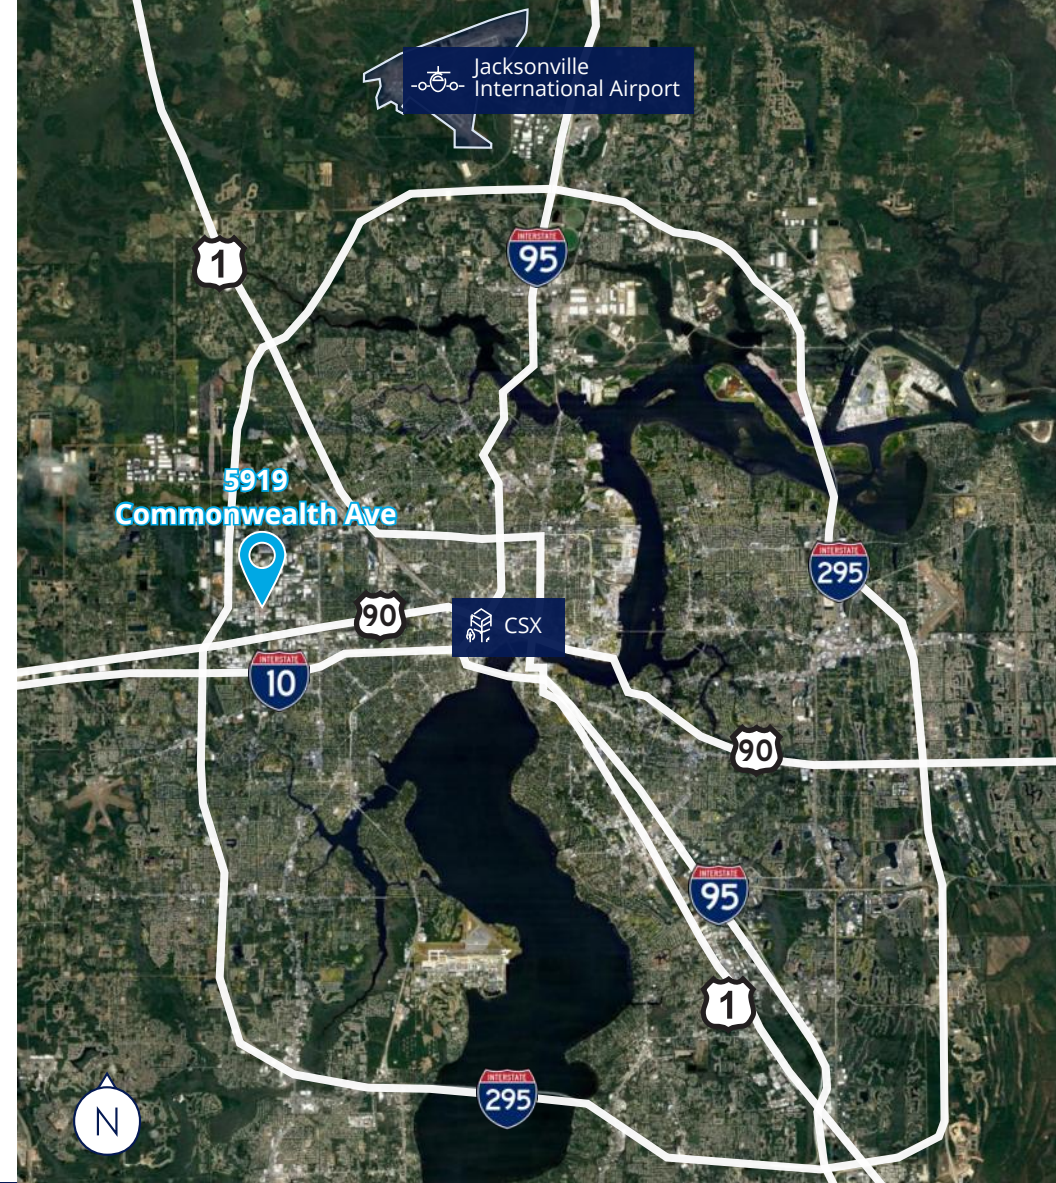 Jacksonville
International Airport
INTERSTATE
95
1
5919
Commonwealth Ave
INTERSTATE
295
90
CSX
INTERSTATE
10
90
INTERSTATE
95
1
INTERSTATE
295
N